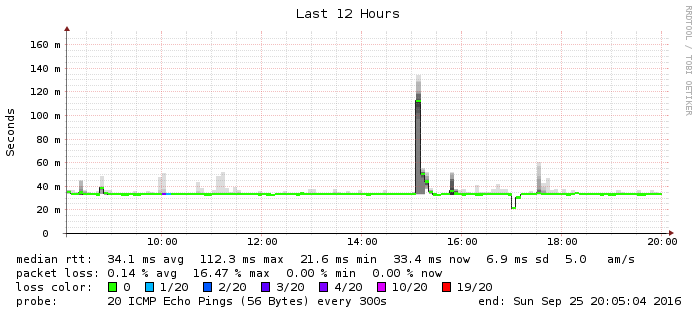 Last 12 Hours
RRDTOOL / TOBI OETIKER
Seconds
160 m
140 m
120 m
100 m
80 m
60 m
40 m
20 m
0
10:00 12:00 14:00 16:00 18:00 20:00
median rtt: 34.1 ms avg 112.3 ms max 21.6 ms min 33.4 ms now 6.9 ms sd 5.0 am/s
packet loss: 0.14 % avg 16.47 % max 0.00 % min 0.00 % now
loss color: 0 1/20 2/20 3/20 4/20 10/20 19/20
probe: 20 ICMP Echo Pings (56 Bytes) every 300s end: Sun Sep 25 20:05:04 2016